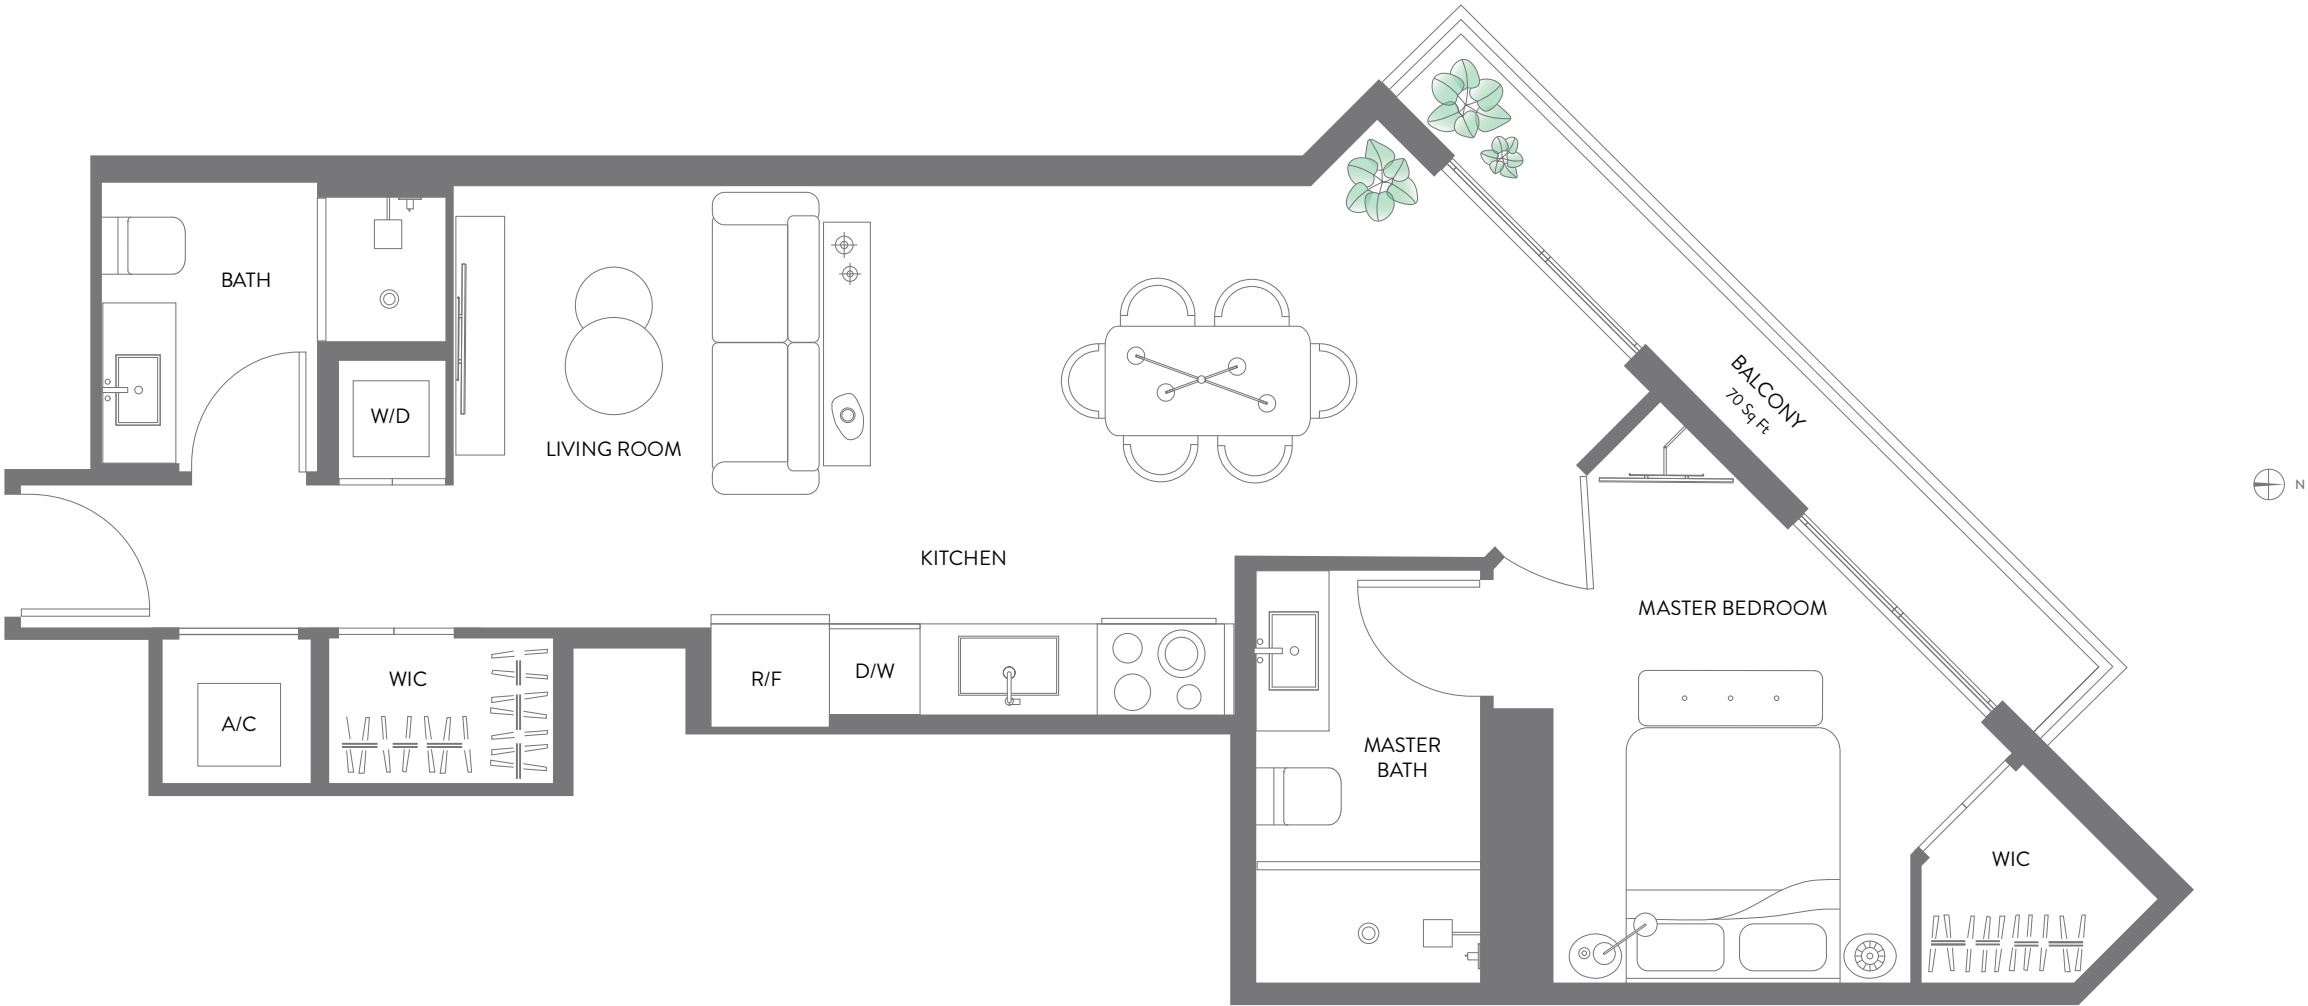 BATH
W/D
LIVING ROOM
KITCHEN
BALCONY
70 Sq Ft
N
MASTER BEDROOM
WIC
A/C
R/F
D/W
MASTER
BATH
WIC